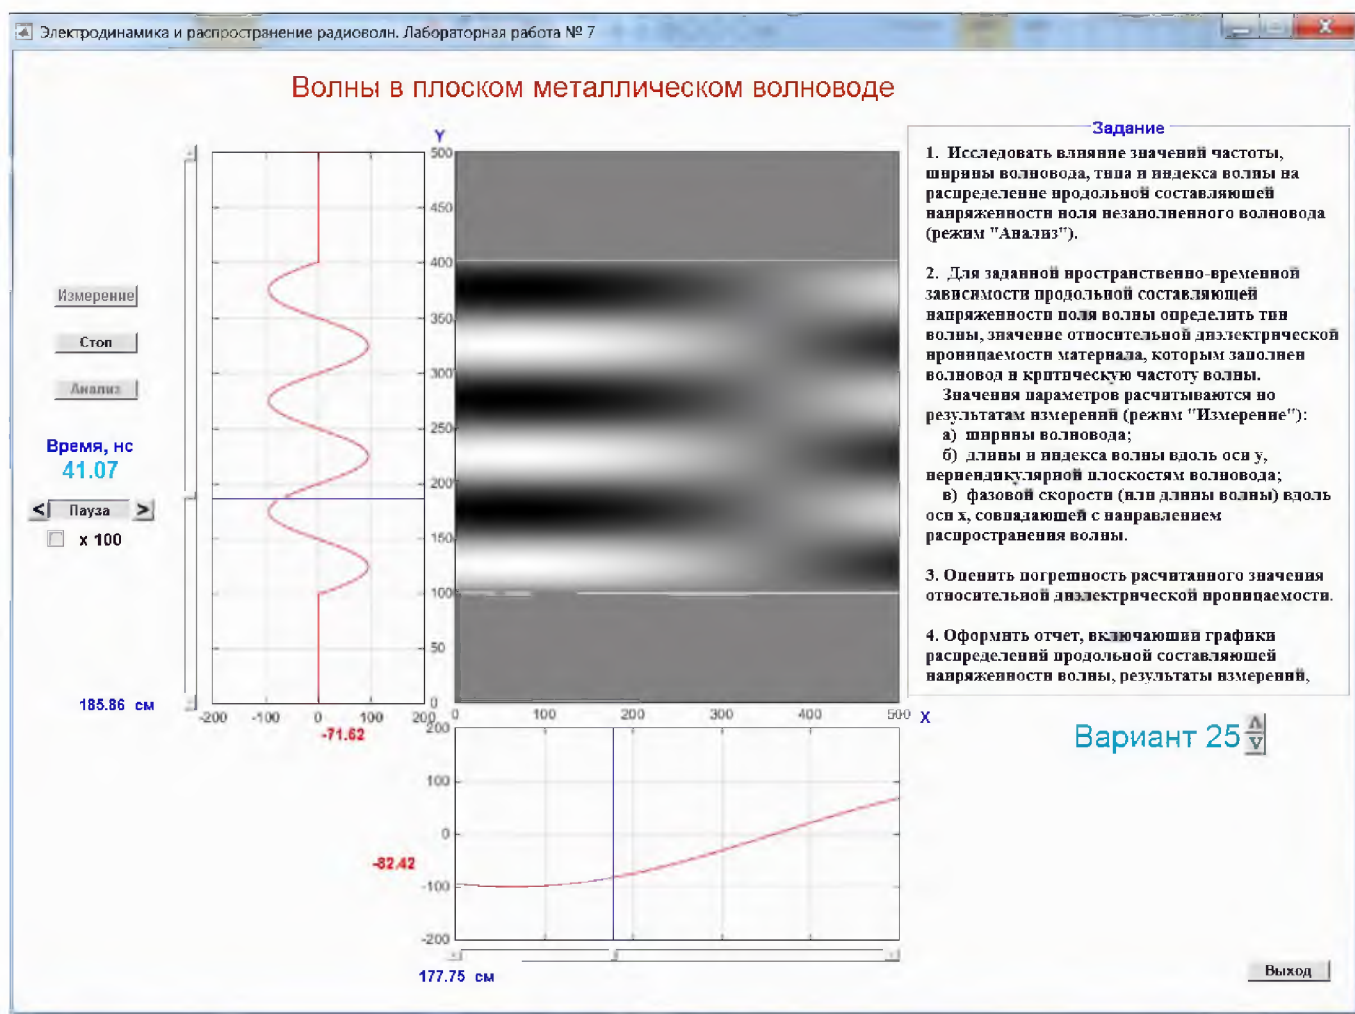 Электродинамика и распространение радиоволн. Лабораторная работа № 7
Волны в плоском металлическом волноводе
Задание
1. Исследовать влияние значений частоты,
ширины волновода, типа и индекса волны на
распределение продольной составляющей
напряженности поля незаполненного волновода
(режим "Анализ").
2. Для заданной пространственно-временной
зависимости продольной составляющей
напряженности поля волны определить тип
волны, значение относительной диэлектрической
проницаемости материала, которым заполнен
волновод и критическую частоту волны.
Значения параметров расчитываются по
результатам измерений (режим "Измерение"):
а) ширины волновода;
б) длины и индекса волны вдоль оси y,
перпендикулярной плоскостям волновода;
в) фазовой скорости (или длины волны) вдоль
оси x, совпадающей с направлением
распространения волны.
3. Оценить погрешность расчитанного значения
относительной диэлектрической проницаемости.
4. Оформить отчет, включающий графики
распределений продольной составляющей
напряженности волны, результаты измерений,
Измерение
Стоп
Анализ
Время, нс
41.07
< Пауза >
x 100
185.86 см
Y
500
450
400
350
300
250
200
150
100
50
0
-200 -100 0 100 200
-71.62
0 100 200 300 400 500 X
200
100
0
-100
-200
-82.42
177.75 см
Вариант 25
Выход